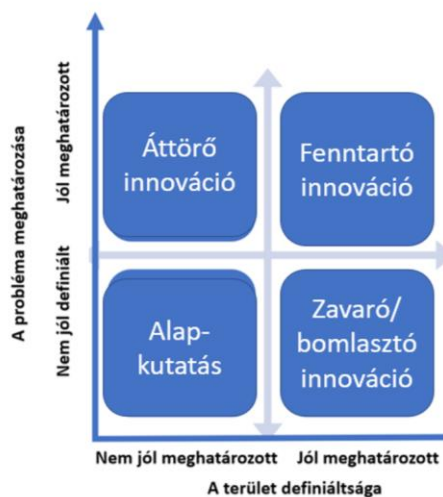 A probléma meghatározása
Jól meghatározott
Nem jól definiált
Áttörő
innováció
Fenntartó
innováció
Alap-
kutatás
Zavaró/
bomlasztó
innováció
Nem jól meghatározott
Jól meghatározott
A terület definiáltsága